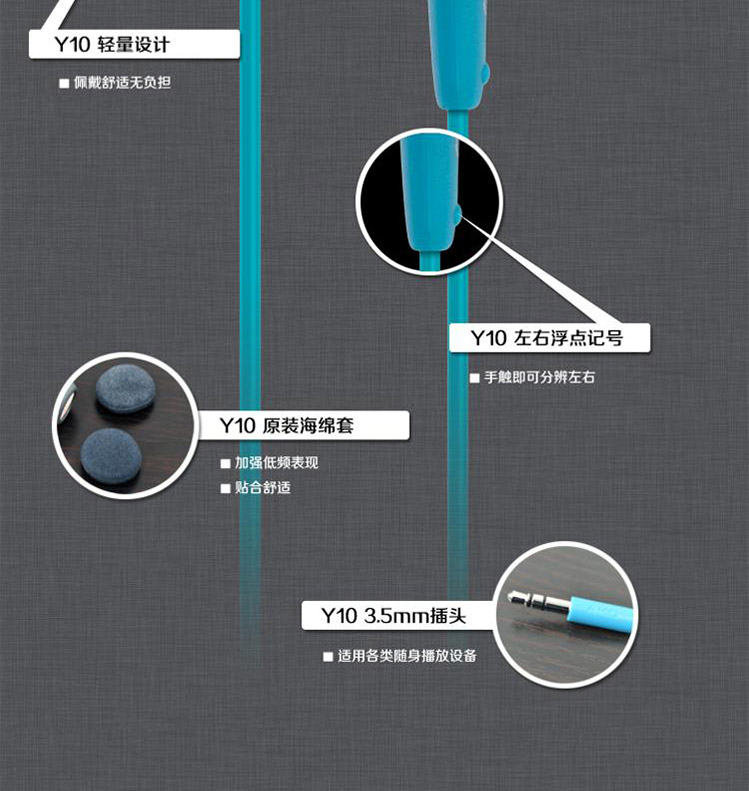 Y10 轻量设计
佩戴舒适无负担
Y10 左右浮点记号
手触即可分辨左右
Y10 原装海绵套
加强低频表现
贴合舒适
Y10 3.5mm插头
适用各类随身播放设备